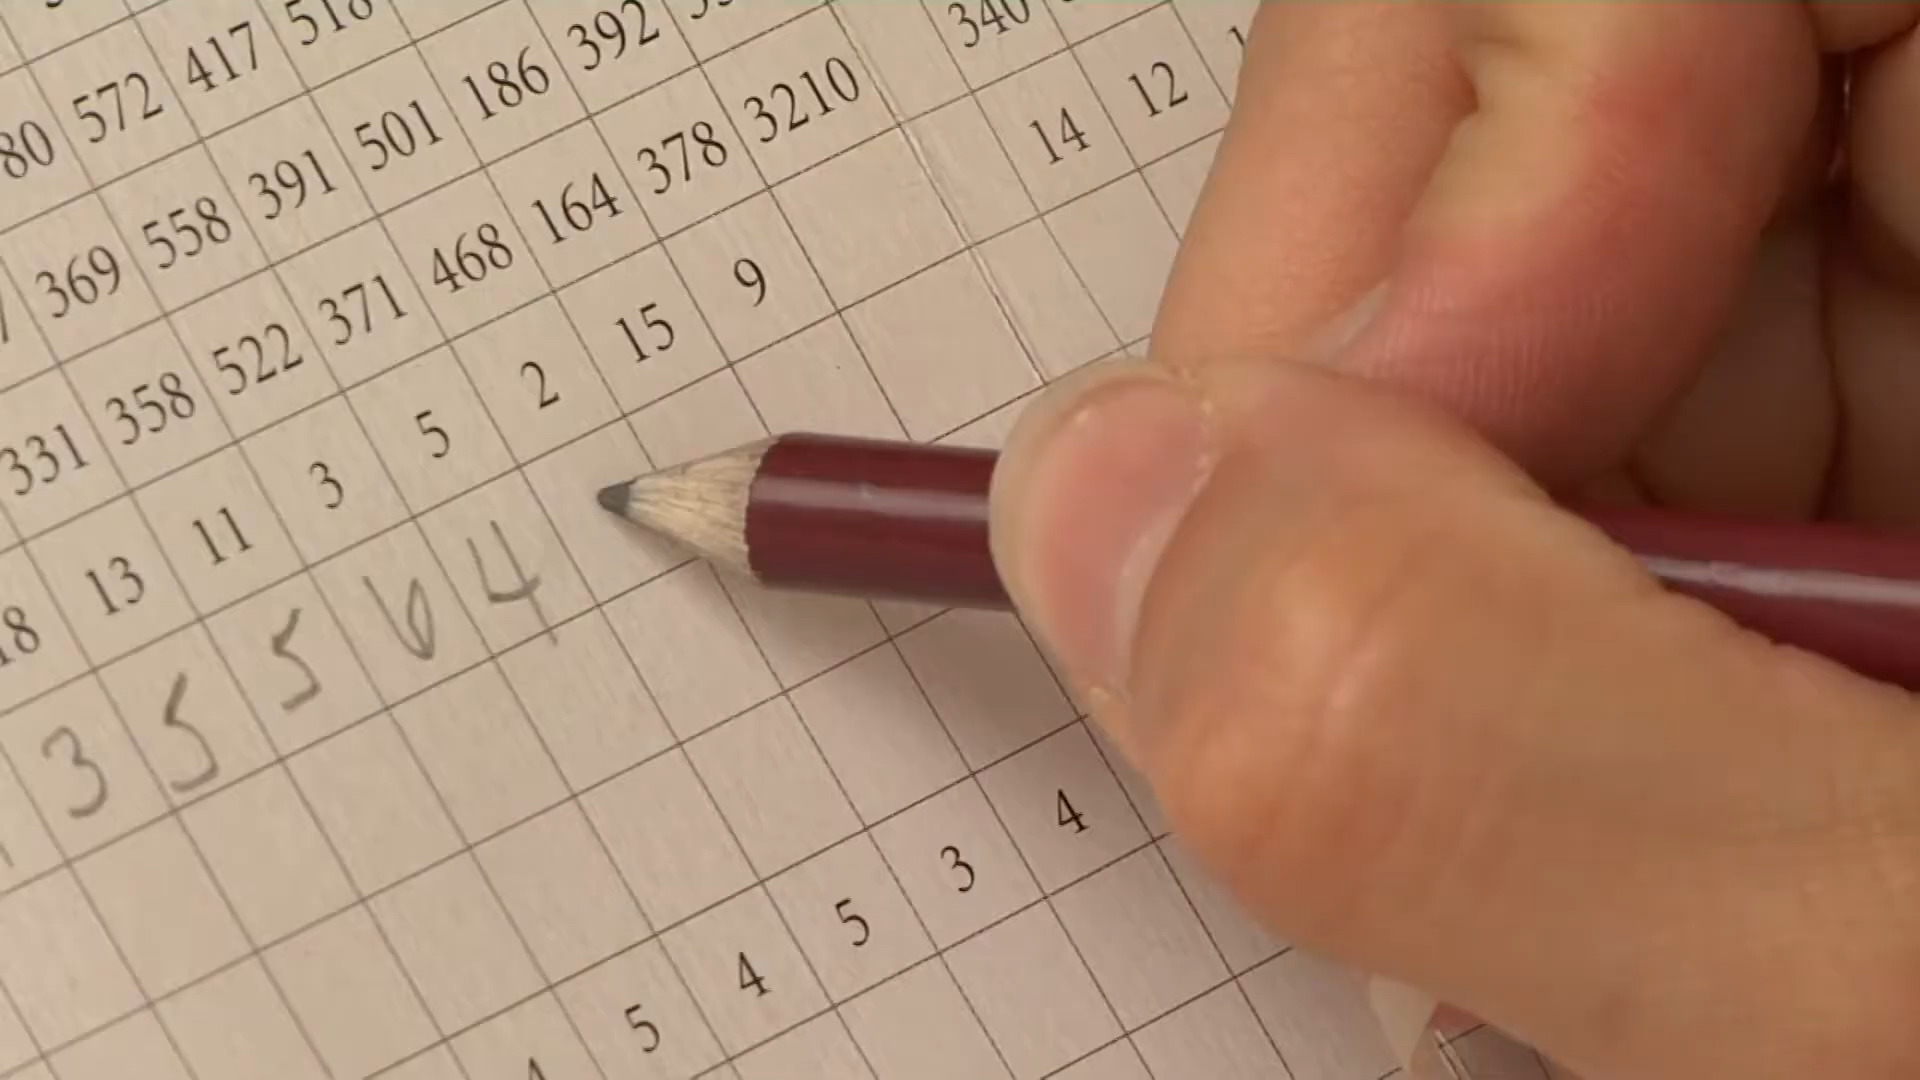 80 572 417 518
369 558 391 501 186 392
331 358 522 371 468 164 378 3210 340
18 13 11 3 5 2 15 9 14 12
3 5 5 6 4
5 4 5 3 4